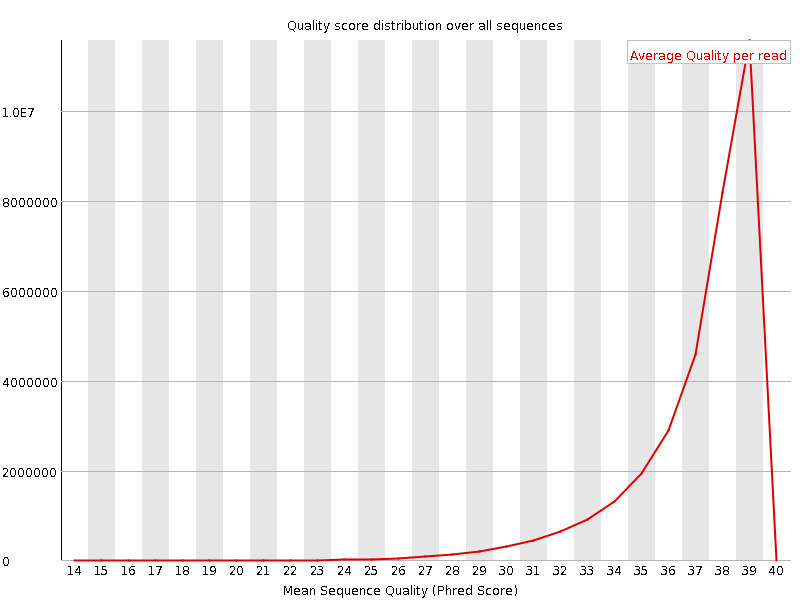 Quality score distribution over all sequences
Average Quality per read
1.0E7
8000000
6000000
4000000
2000000
0
14 15 16 17 18 19 20 21 22 23 24 25 26 27 28 29 30 31 32 33 34 35 36 37 38 39 40
Mean Sequence Quality (Phred Score)